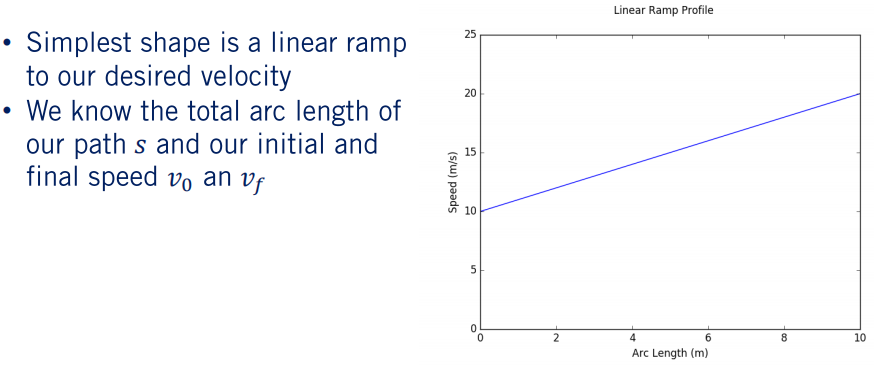 • Simplest shape is a linear ramp
to our desired velocity
• We know the total arc length of
our path s and our initial and
final speed v₀ an v_f
Linear Ramp Profile
25
20
15
10
5
0
Speed (m/s)
0 2 4 6 8 10
Arc Length (m)